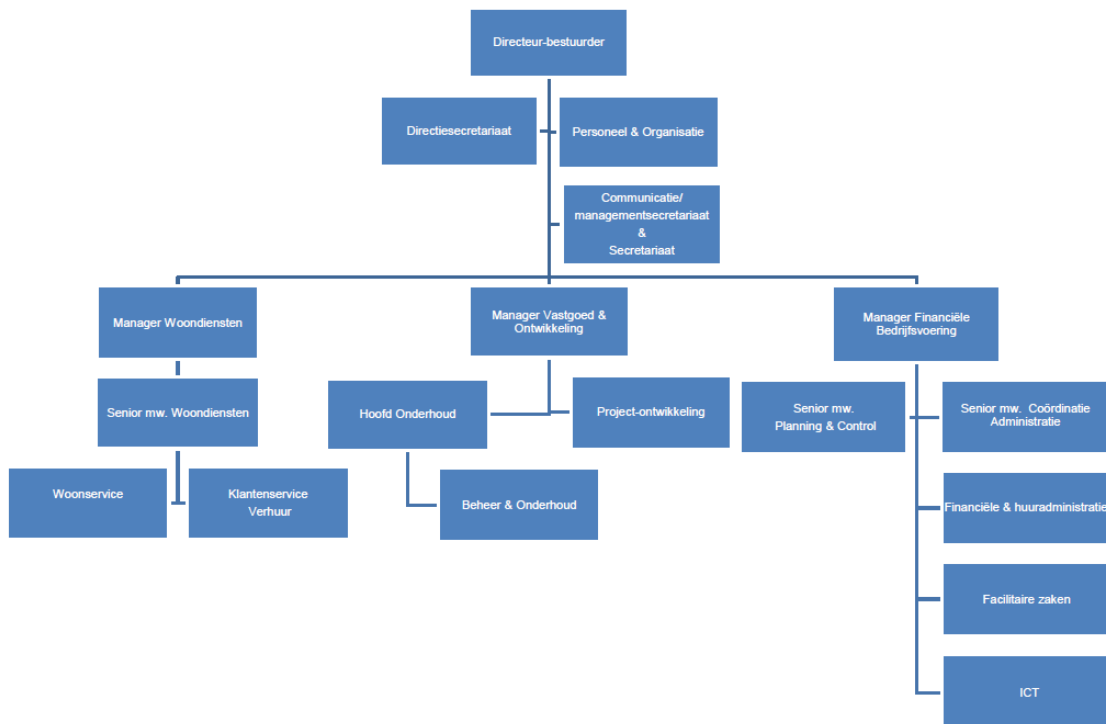 Directeur-bestuurder
Directiesecretariaat
Personeel & Organisatie
Communicatie/
managementsecretariaat
&
Secretariaat
Manager Woondiensten
Manager Vastgoed &
Ontwikkeling
Manager Financiële
Bedrijfsvoering
Senior mw. Woondiensten
Hoofd Onderhoud
Project-ontwikkeling
Senior mw.
Planning & Control
Senior mw. Coördinatie
Administratie
Woonservice
Klantenservice
Verhuur
Beheer & Onderhoud
Financiële & huuradministratie
Facilitaire zaken
ICT